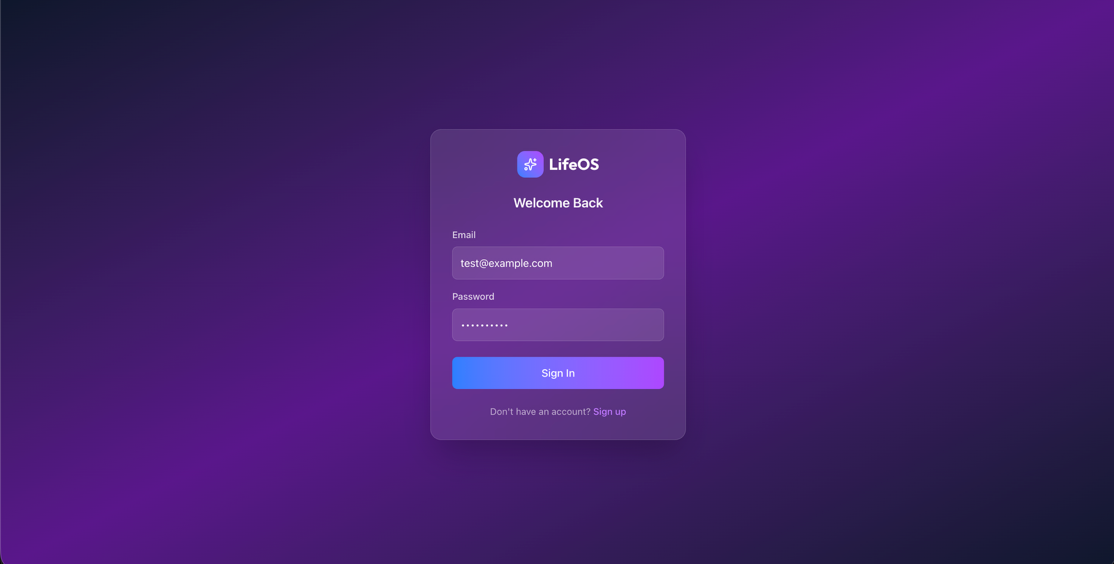 LifeOS
Welcome Back
Email
test@example.com
Password
••••••••••
Sign In
Don't have an account? Sign up